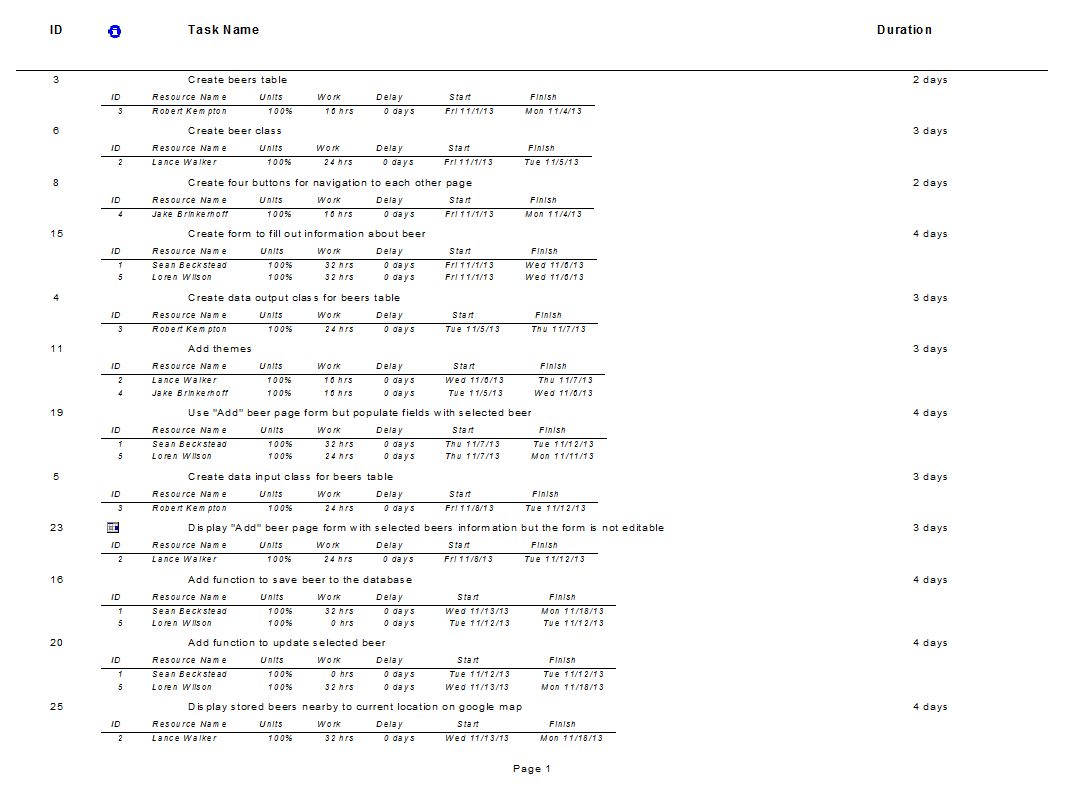 ID Task Name Duration
3 Create beers table 2 days
ID Resource Name Units Work Delay Start Finish
3 Robert Kempton 100% 16 hrs 0 days Fri 11/1/13 Mon 11/4/13
6 Create beer class 3 days
ID Resource Name Units Work Delay Start Finish
2 Lance Walker 100% 24 hrs 0 days Fri 11/1/13 Tue 11/5/13
8 Create four buttons for navigation to each other page 2 days
ID Resource Name Units Work Delay Start Finish
4 Jake Brinkerhoff 100% 16 hrs 0 days Fri 11/1/13 Mon 11/4/13
15 Create form to fill out information about beer 4 days
ID Resource Name Units Work Delay Start Finish
1 Sean Beckstead 100% 32 hrs 0 days Fri 11/1/13 Wed 11/6/13
5 Loren Wilson 100% 32 hrs 0 days Fri 11/1/13 Wed 11/6/13
4 Create data output class for beers table 3 days
ID Resource Name Units Work Delay Start Finish
3 Robert Kempton 100% 24 hrs 0 days Tue 11/5/13 Thu 11/7/13
11 Add themes 3 days
ID Resource Name Units Work Delay Start Finish
2 Lance Walker 100% 16 hrs 0 days Wed 11/6/13 Thu 11/7/13
4 Jake Brinkerhoff 100% 16 hrs 0 days Tue 11/5/13 Wed 11/6/13
19 Use "Add" beer page form but populate fields with selected beer 4 days
ID Resource Name Units Work Delay Start Finish
1 Sean Beckstead 100% 32 hrs 0 days Thu 11/7/13 Tue 11/12/13
5 Loren Wilson 100% 24 hrs 0 days Thu 11/7/13 Mon 11/11/13
5 Create data input class for beers table 3 days
ID Resource Name Units Work Delay Start Finish
3 Robert Kempton 100% 24 hrs 0 days Fri 11/8/13 Tue 11/12/13
23 Display "Add" beer page form with selected beers information but the form is not editable 3 days
ID Resource Name Units Work Delay Start Finish
2 Lance Walker 100% 24 hrs 0 days Fri 11/8/13 Tue 11/12/13
16 Add function to save beer to the database 4 days
ID Resource Name Units Work Delay Start Finish
1 Sean Beckstead 100% 32 hrs 0 days Wed 11/13/13 Mon 11/18/13
5 Loren Wilson 100% 0 hrs 0 days Tue 11/12/13 Tue 11/12/13
20 Add function to update selected beer 4 days
ID Resource Name Units Work Delay Start Finish
1 Sean Beckstead 100% 0 hrs 0 days Tue 11/12/13 Tue 11/12/13
5 Loren Wilson 100% 32 hrs 0 days Wed 11/13/13 Mon 11/18/13
25 Display stored beers nearby to current location on google map 4 days
ID Resource Name Units Work Delay Start Finish
2 Lance Walker 100% 32 hrs 0 days Wed 11/13/13 Mon 11/18/13
Page 1